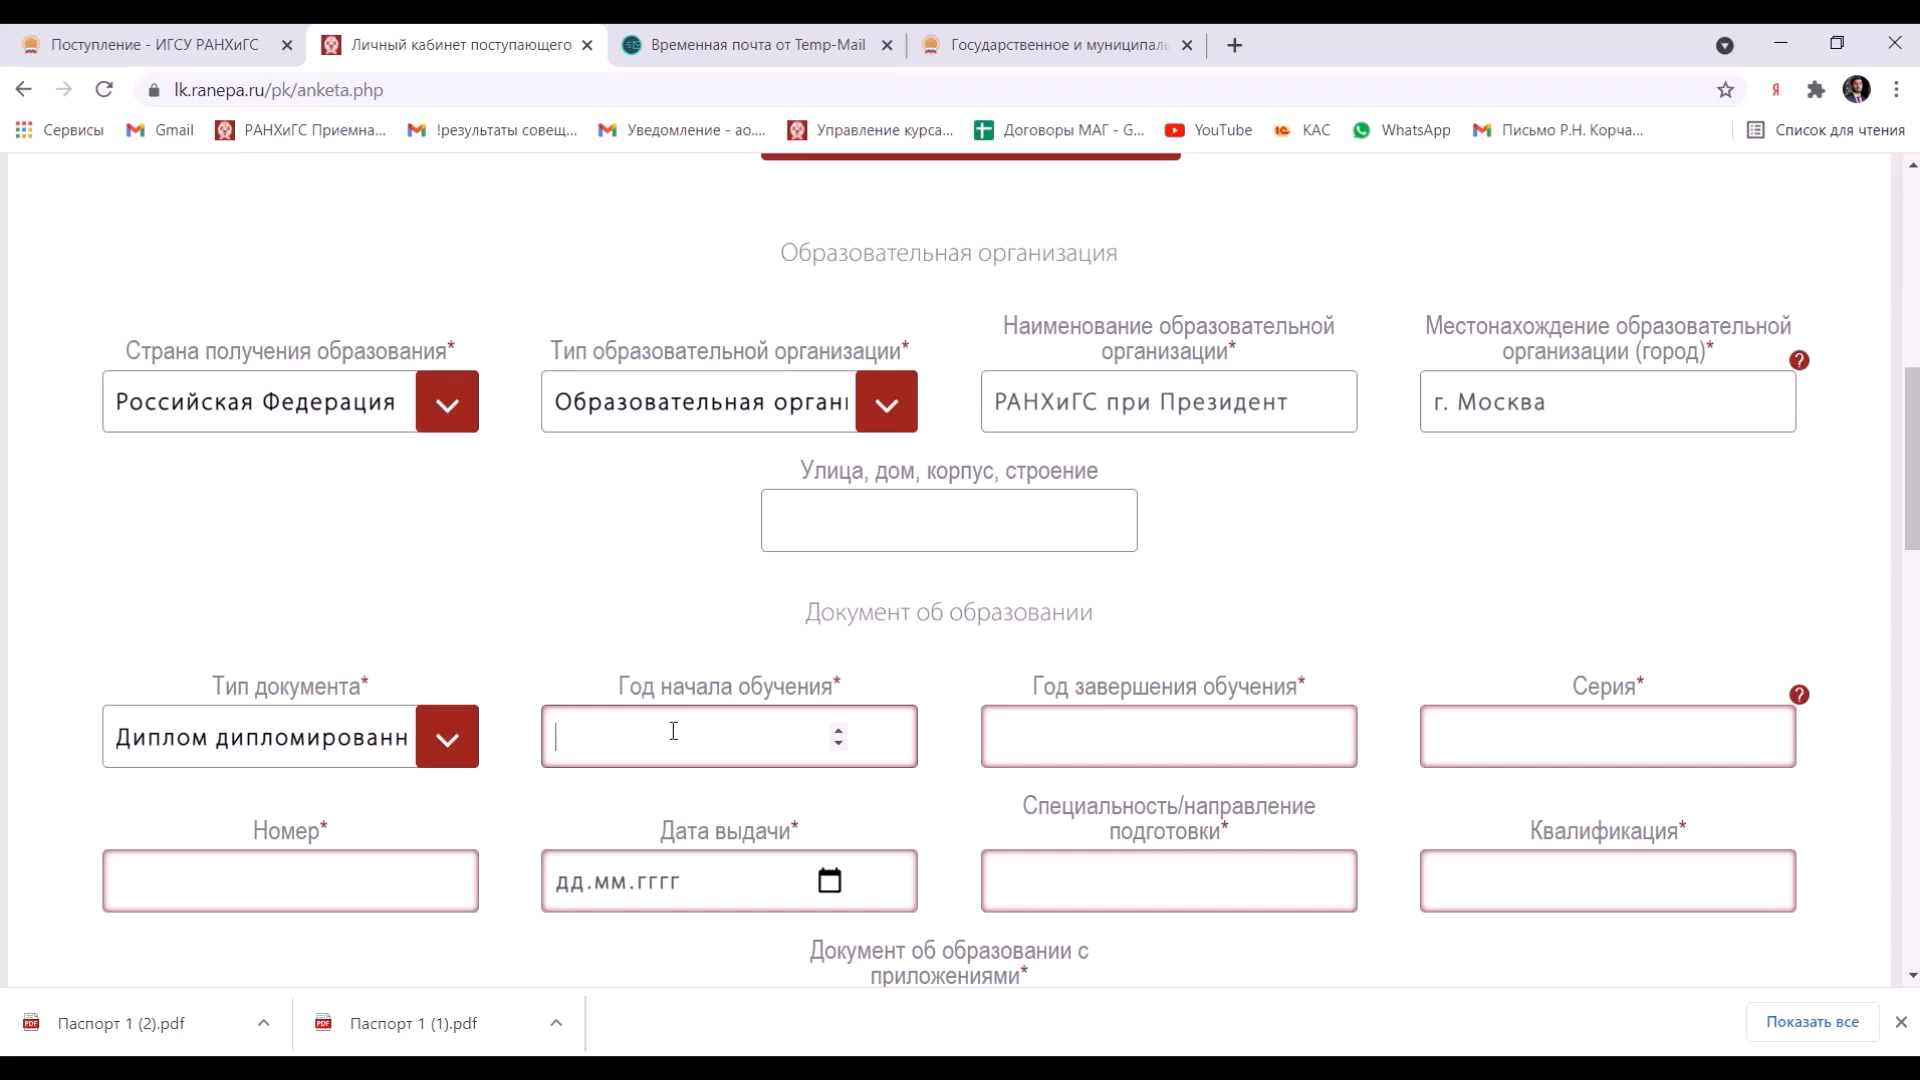 Поступление - ИГСУ РАНХиГС
Личный кабинет поступающего
Временная почта от Temp-Mail
Государственное и муниципаль
lk.ranepa.ru/pk/anketa.php
Я
Сервисы
Gmail
РАНХиГС Приемна...
!результаты совещ...
Уведомление - ао....
Управление курса...
Договоры МАГ - G...
YouTube
КАС
WhatsApp
Письмо Р.Н. Корча...
Список для чтения
Образовательная организация
Страна получения образования*
Тип образовательной организации*
Наименование образовательной
организации*
Местонахождение образовательной
организации (город)*
?
Российская Федерация
Образовательная органи
РАНХиГС при Президент
г. Москва
Улица, дом, корпус, строение
Документ об образовании
Тип документа*
Год начала обучения*
Год завершения обучения*
Серия*
?
Диплом дипломированн
Номер*
Дата выдачи*
Специальность/направление
подготовки*
Квалификация*
дд.мм.гггг
Документ об образовании с
приложениями*
PDF
Паспорт 1 (2).pdf
PDF
Паспорт 1 (1).pdf
Показать все